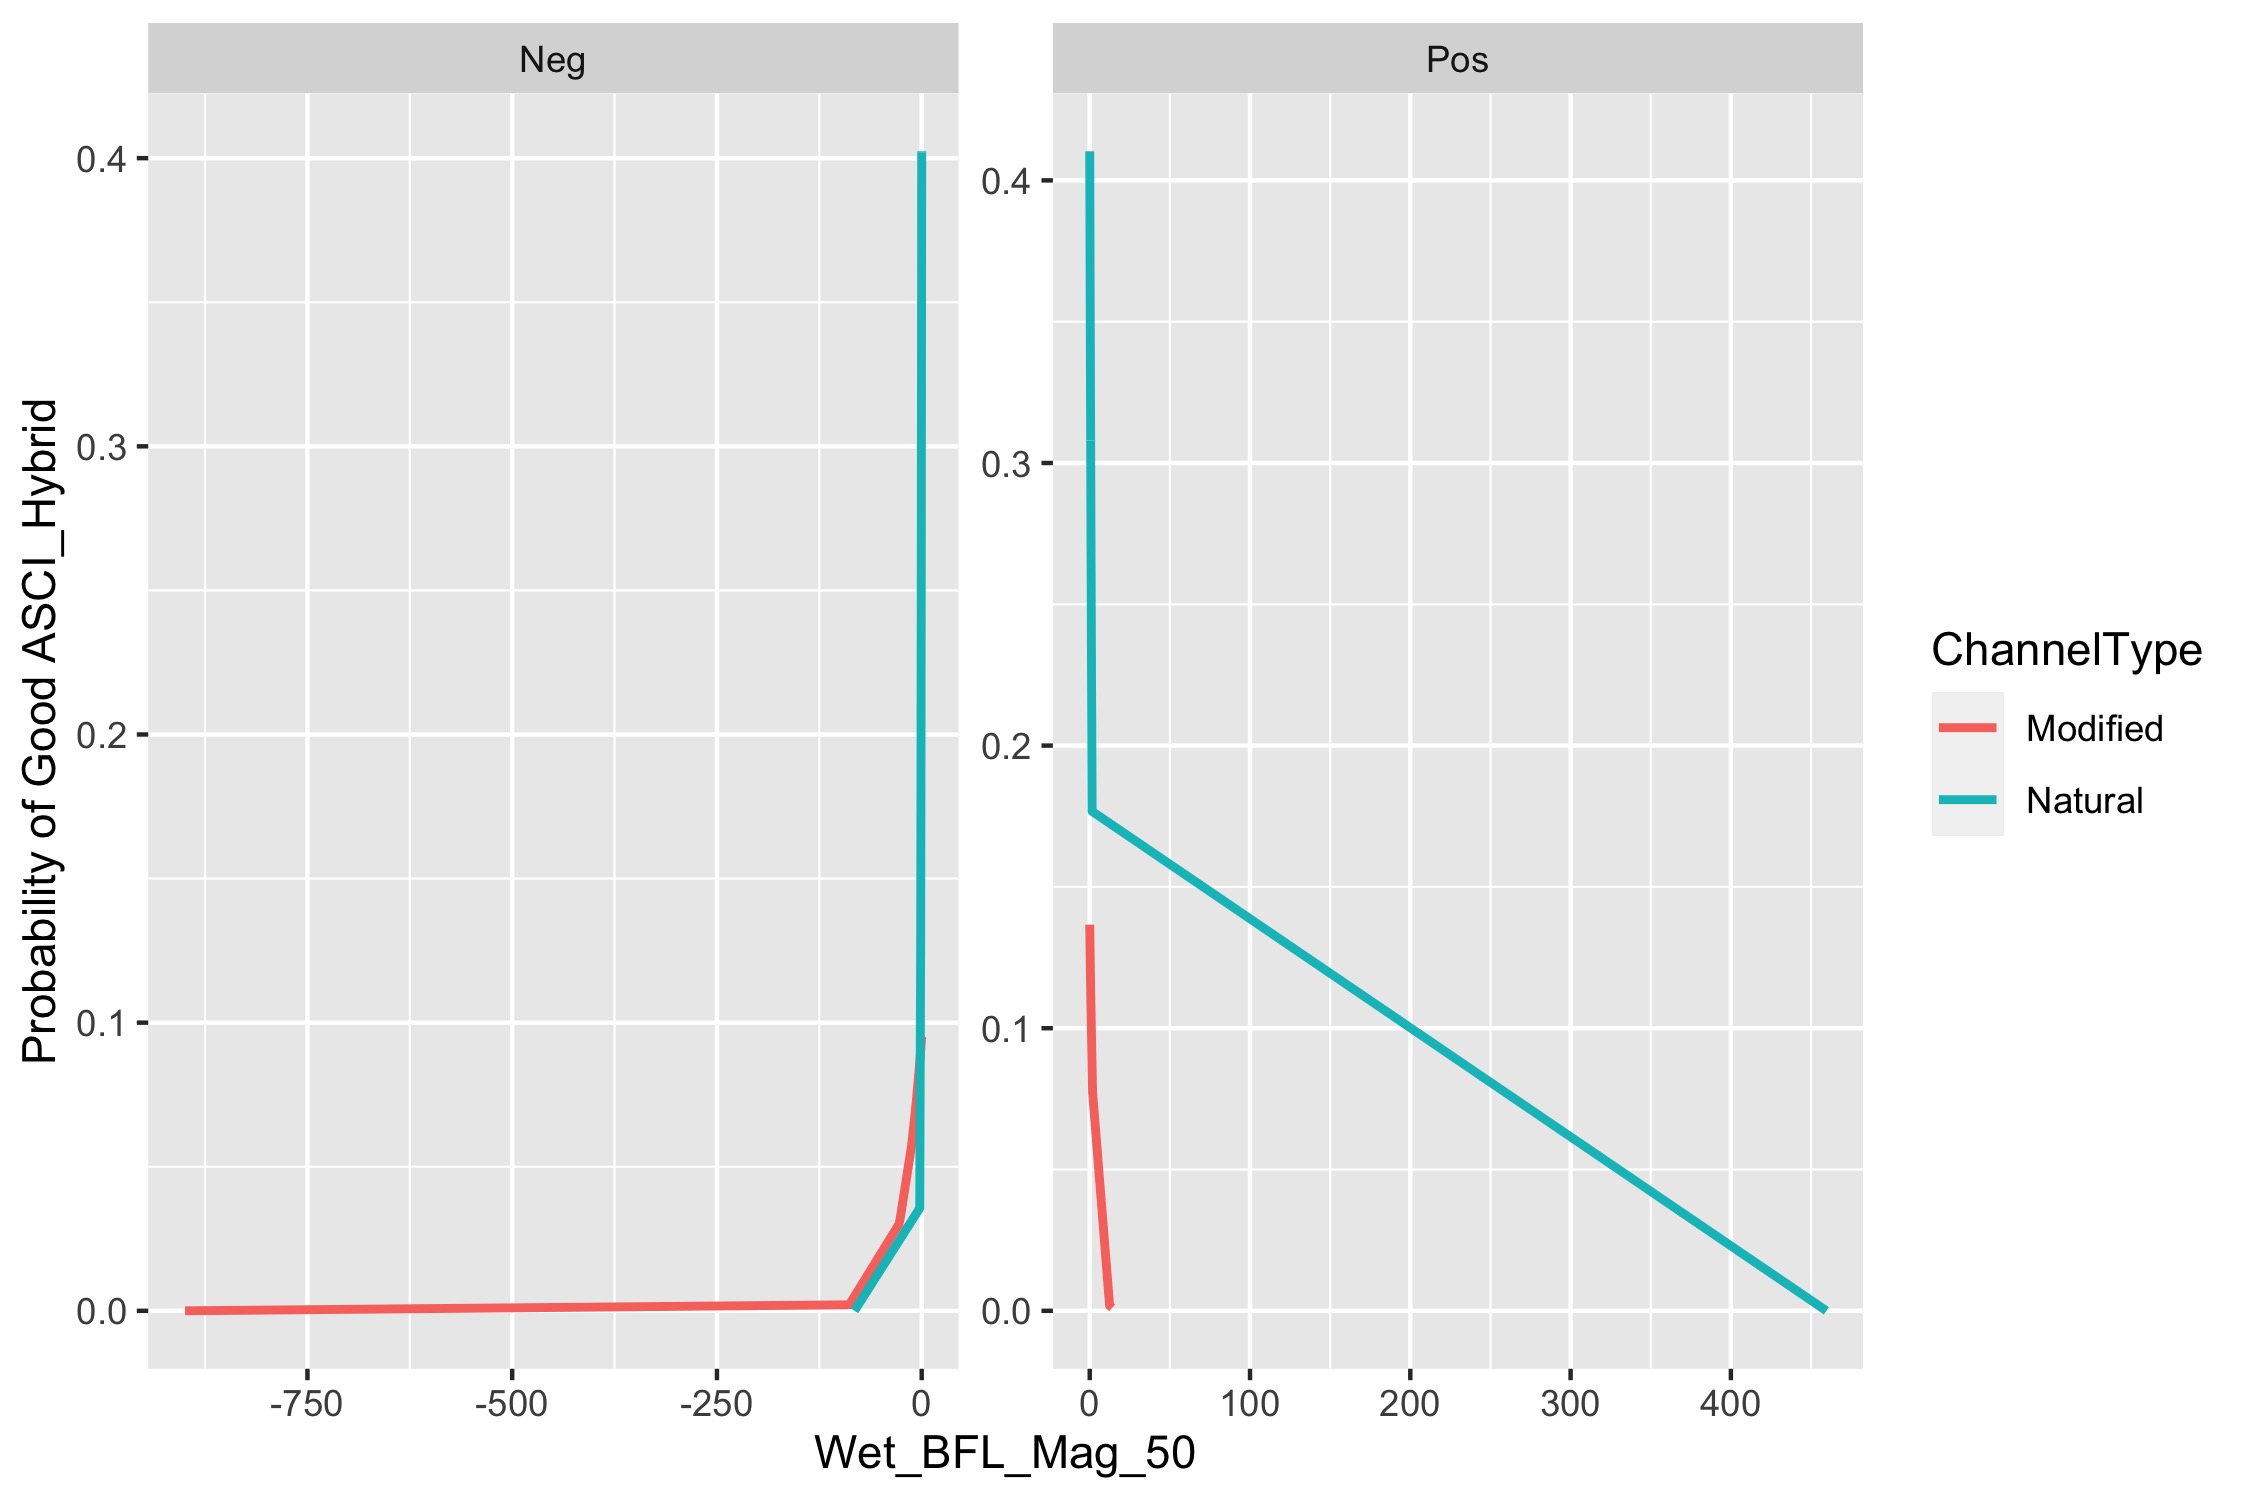 Neg
Pos
Probability of Good ASCI_Hybrid
0.4
0.3
0.2
0.1
0.0
0.4
0.3
0.2
0.1
0.0
-750 -500 -250 0
0 100 200 300 400
Wet_BFL_Mag_50
ChannelType
Modified
Natural